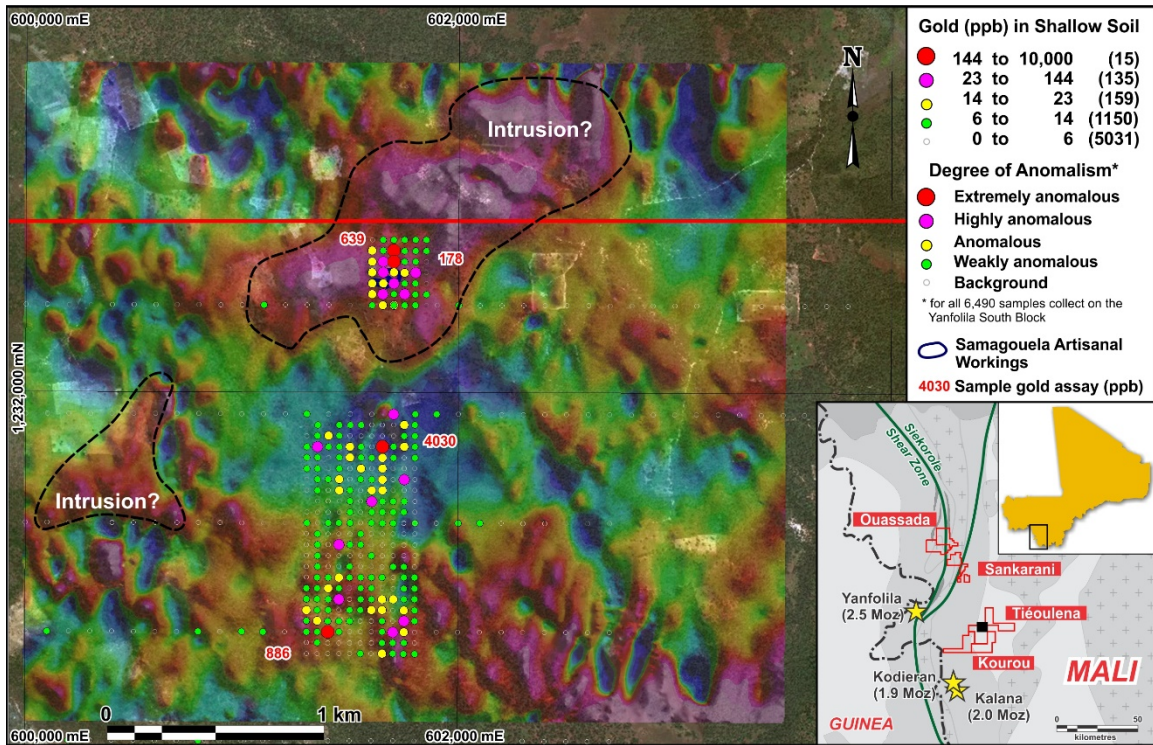 600,000 mE
602,000 mE
N
Intrusion?
639
178
1,232,000 mN
4030
Intrusion?
886
0
1 km
600,000 mE
602,000 mE
Gold (ppb) in Shallow Soil
144 to 10,000 (15)
23 to 144 (135)
14 to 23 (159)
6 to 14 (1150)
0 to 6 (5031)
Degree of Anomalism*
Extremely anomalous
Highly anomalous
Anomalous
Weakly anomalous
Background
* for all 6,490 samples collect on the
Yanfolila South Block
Samagouela Artisanal
Workings
4030 Sample gold assay (ppb)
Siekorole
Shear Zone
Ouassada
Sankarani
Yanfolila
(2.5 Moz)
Tiéoulena
Kourou
Kodieran
(1.9 Moz)
MALI
Kalana
(2.0 Moz)
GUINEA
0 50
kilometres